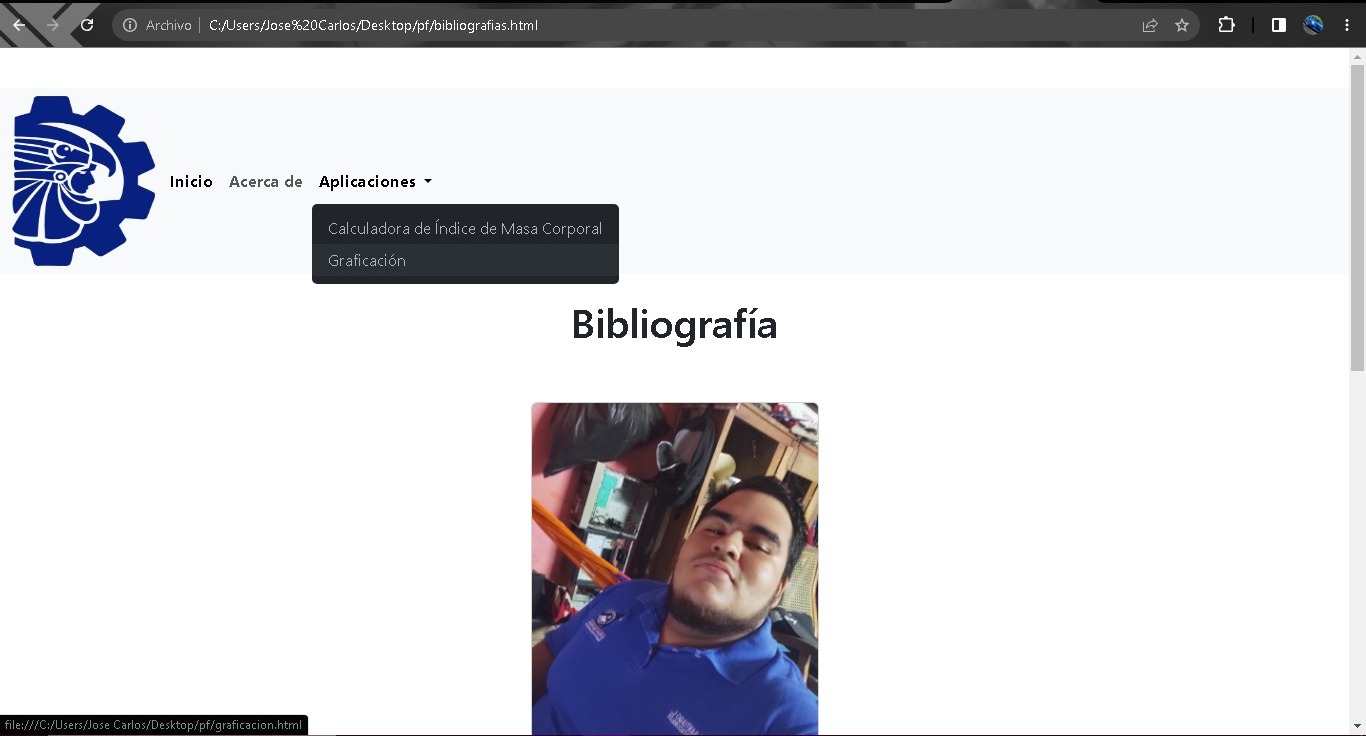 Archivo C:/Users/Jose%20Carlos/Desktop/pf/bibliografias.html
Inicio Acerca de Aplicaciones
Calculadora de Índice de Masa Corporal
Graficación
Bibliografía
file:///C:/Users/Jose Carlos/Desktop/pf/graficacion.html